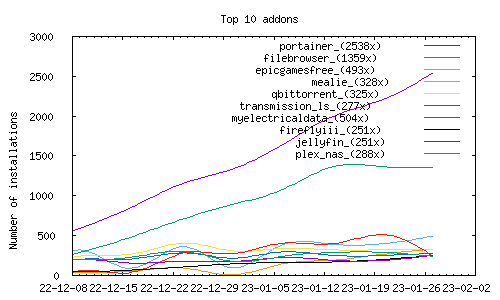 Top 10 addons
3000
2500
2000
1500
1000
500
0
Number of installations
portainer_(2538x)
filebrowser_(1359x)
epicgamesfree_(493x)
mealie_(328x)
qbittorrent_(325x)
transmission_ls_(277x)
myelectricaldata_(504x)
fireflyiii_(251x)
jellyfin_(251x)
plex_nas_(288x)
22-12-08 22-12-15 22-12-22 22-12-29 23-01-05 23-01-12 23-01-19 23-01-26 23-02-02